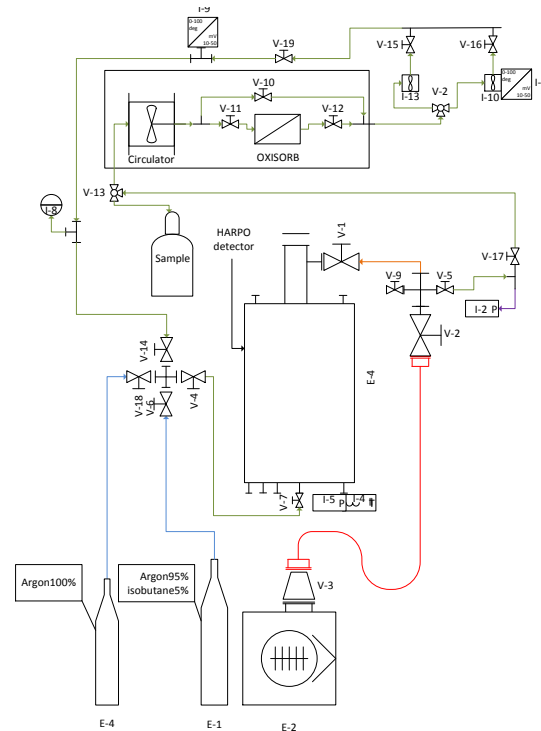 I-9
0-100
deg
mV
10-50
V-19
V-15
V-16
V-10
V-11
V-12
I-13
V-2
I-10
0-100
deg
mV
10-50
I-
Circulator
OXISORB
V-13
I-8
Sample
HARPO
detector
V-1
V-17
V-9
V-5
I-2 P
V-2
V-14
E-4
V-18
V-6
V-4
V-7
I-5
P
I-4
T
Argon100%
Argon95%
isobutane5%
V-3
E-4
E-1
E-2